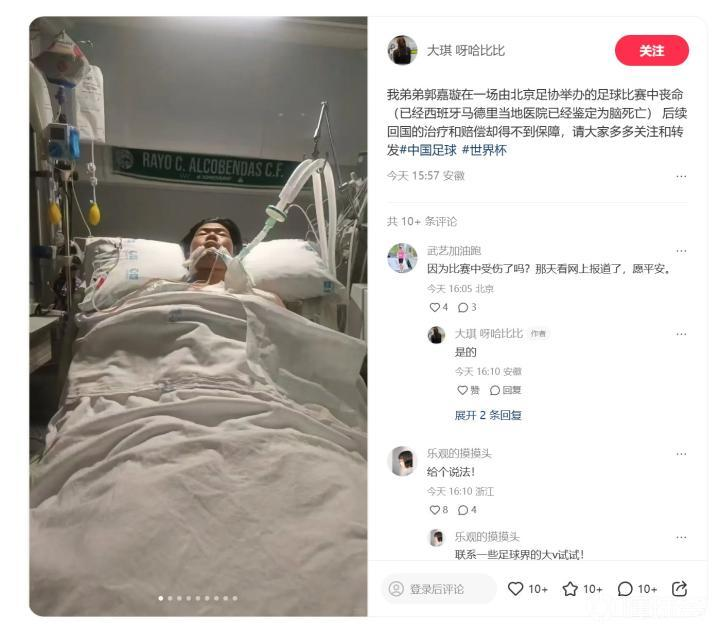 RAYO C. ALCOBENDAS C.F.
大琪 呀哈比比
关注
我弟弟郭嘉璇在一场由北京足协举办的足球比赛中丧命
（已经西班牙马德里当地医院已经鉴定为脑死亡） 后续
回国的治疗和赔偿却得不到保障，请大家多多关注和转
发#中国足球 #世界杯
今天 15:57 安徽
共 10+ 条评论
武艺加油跑
因为比赛中受伤了吗？那天看网上报道了，愿平安。
今天 16:05 北京
4 3
大琪 呀哈比比 作者
是的
今天 16:10 安徽
赞 回复
展开 2 条回复
乐观的摸摸头
给个说法！
今天 16:10 浙江
8 4
乐观的摸摸头
联系一些足球界的大v试试！
登录后评论 10+ 10+ 10+